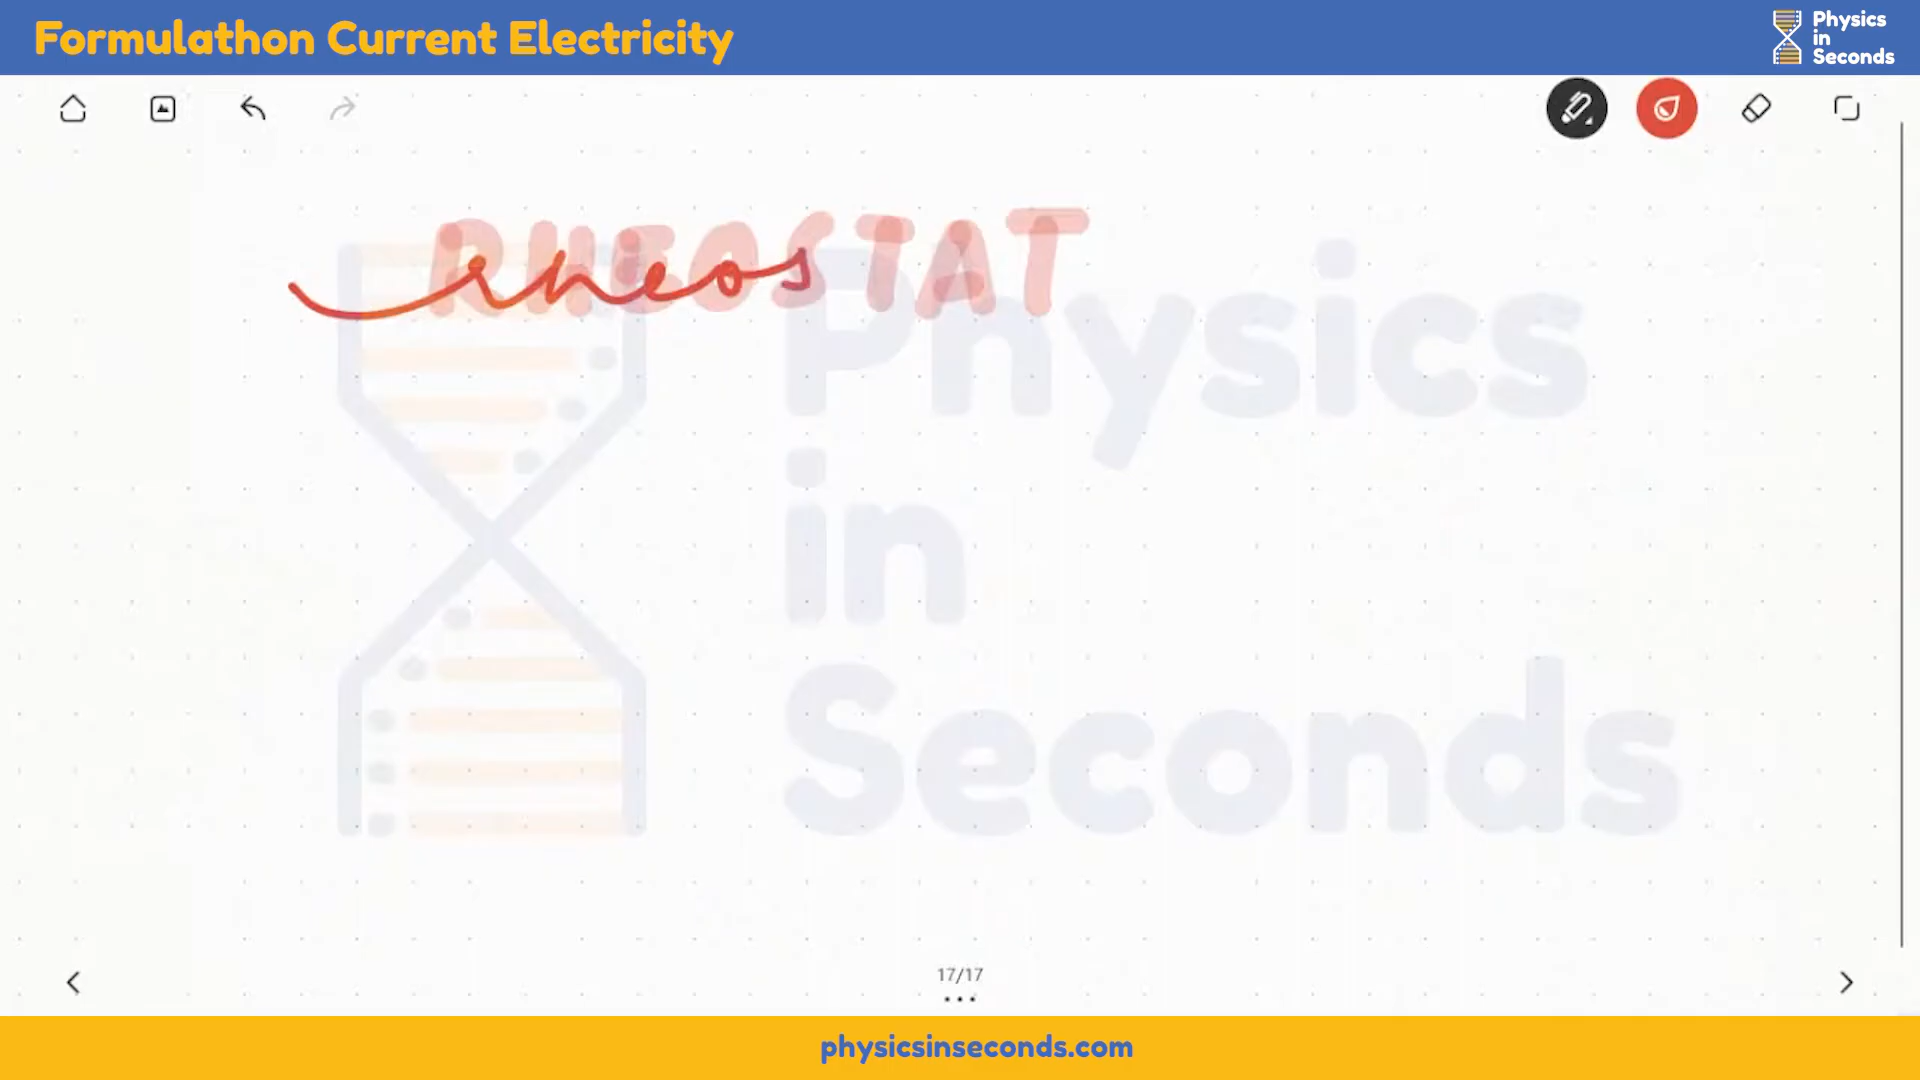 Formulathon Current Electricity
Physics
in
Seconds
RHEOSTAT
rheos
Physics
in
Seconds
17/17
physicsinseconds.com